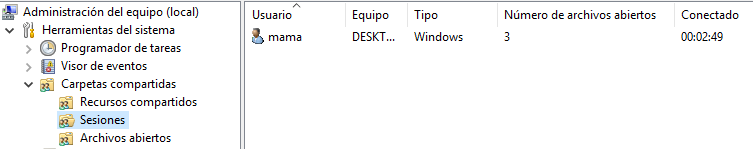 Administración del equipo (local)
Herramientas del sistema
Programador de tareas
Visor de eventos
Carpetas compartidas
Recursos compartidos
Sesiones
Archivos abiertos
Usuario Equipo Tipo Número de archivos abiertos Conectado
mama DESKT... Windows 3 00:02:49